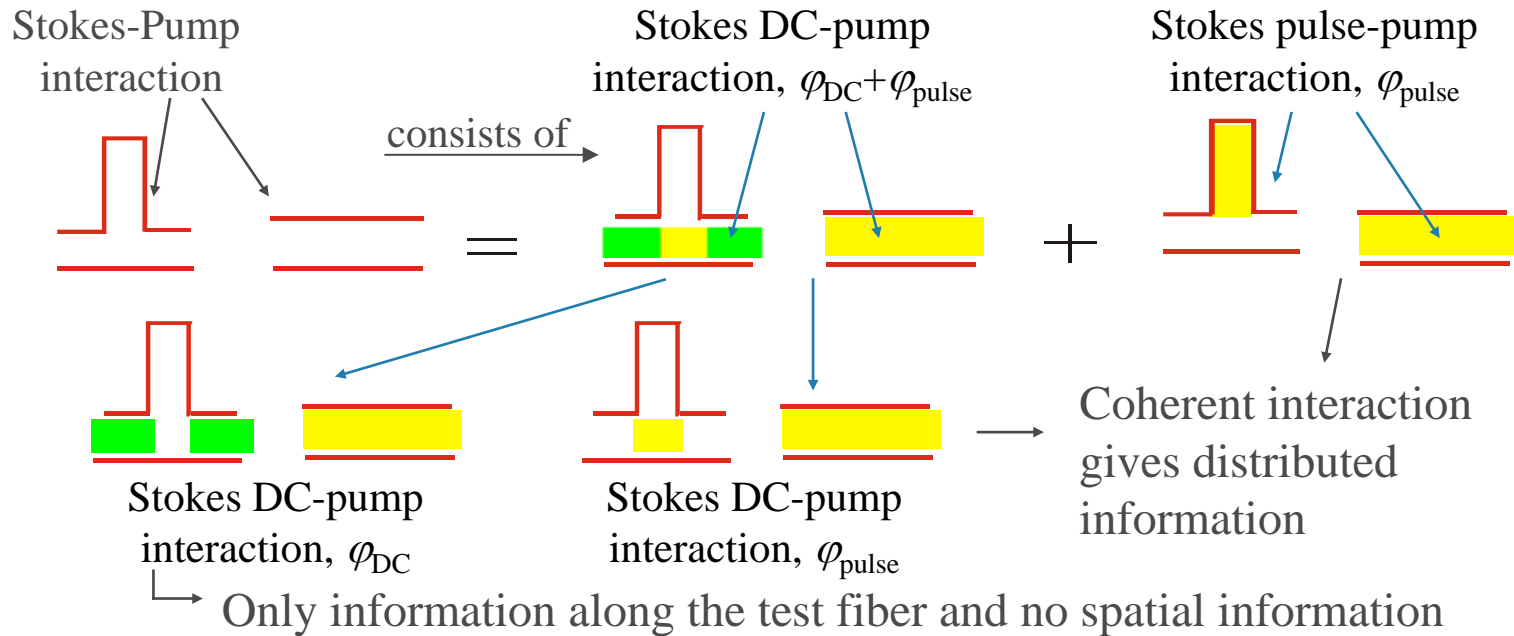 Stokes-Pump
interaction
Stokes DC-pump
interaction, φDC+φpulse
Stokes pulse-pump
interaction, φpulse
consists of
=
+
Stokes DC-pump
interaction, φDC
Stokes DC-pump
interaction, φpulse
Coherent interaction
gives distributed
information
Only information along the test fiber and no spatial information